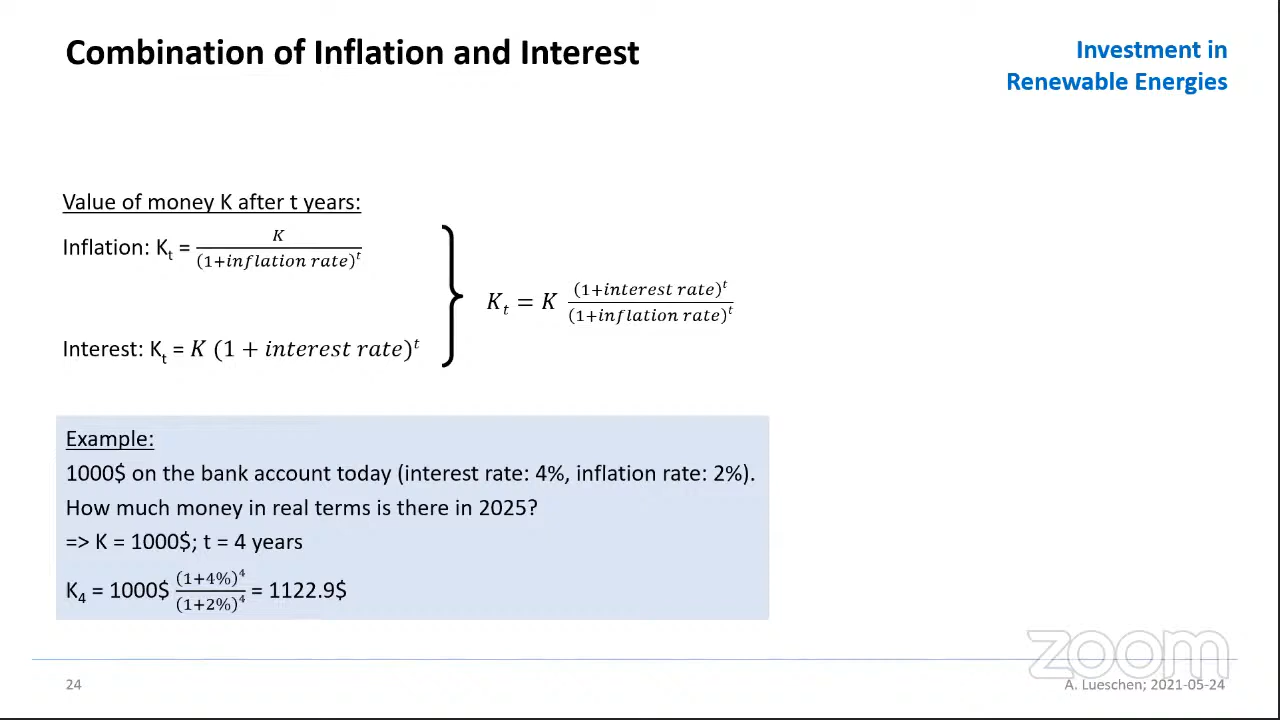 Combination of Inflation and Interest
Investment in
Renewable Energies
Value of money K after t years:
Inflation: Kₜ = K / (1+inflation rate)ᵗ
Interest: Kₜ = K (1 + interest rate)ᵗ
Kₜ = K (1+interest rate)ᵗ / (1+inflation rate)ᵗ
Example:
1000$ on the bank account today (interest rate: 4%, inflation rate: 2%).
How much money in real terms is there in 2025?
=> K = 1000$; t = 4 years
K₄ = 1000$ (1+4%)⁴ / (1+2%)⁴ = 1122.9$
zoom
24
A. Lueschen; 2021-05-24